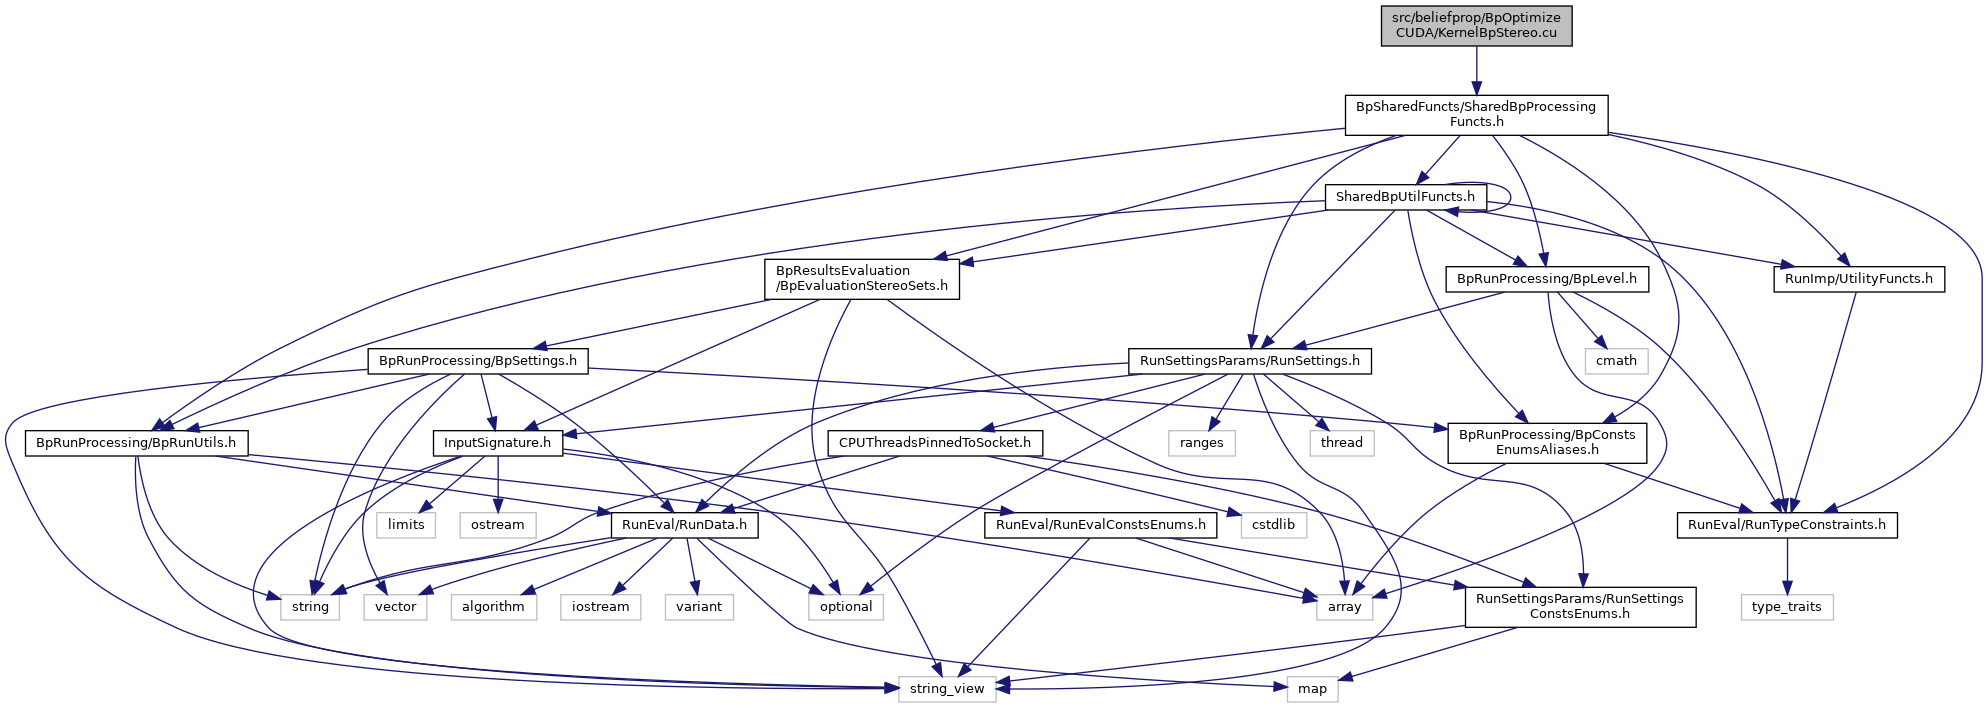 src/beliefprop/BpOptimize
CUDA/KernelBpStereo.cu
BpSharedFuncts/SharedBpProcessing
Functs.h
SharedBpUtilFuncts.h
BpResultsEvaluation
/BpEvaluationStereoSets.h
BpRunProcessing/BpLevel.h
RunImp/UtilityFuncts.h
BpRunProcessing/BpSettings.h
RunSettingsParams/RunSettings.h
cmath
BpRunProcessing/BpRunUtils.h
InputSignature.h
CPUThreadsPinnedToSocket.h
ranges
thread
BpRunProcessing/BpConsts
EnumsAliases.h
limits
ostream
RunEval/RunData.h
RunEval/RunEvalConstsEnums.h
cstdlib
RunEval/RunTypeConstraints.h
string
vector
algorithm
iostream
variant
optional
array
RunSettingsParams/RunSettings
ConstsEnums.h
type_traits
string_view
map